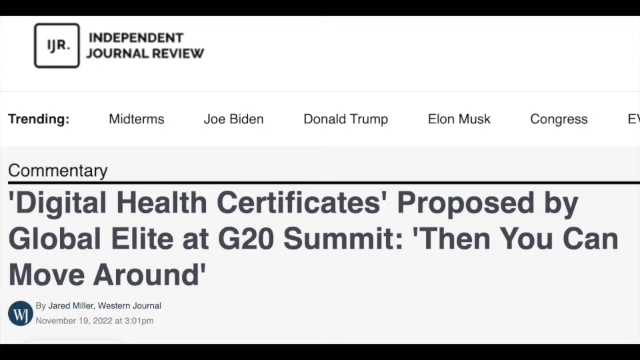 IJR.
INDEPENDENT
JOURNAL REVIEW
Trending: Midterms Joe Biden Donald Trump Elon Musk Congress
Commentary
'Digital Health Certificates' Proposed by
Global Elite at G20 Summit: 'Then You Can
Move Around'
WJ
By Jared Miller, Western Journal
November 19, 2022 at 3:01pm